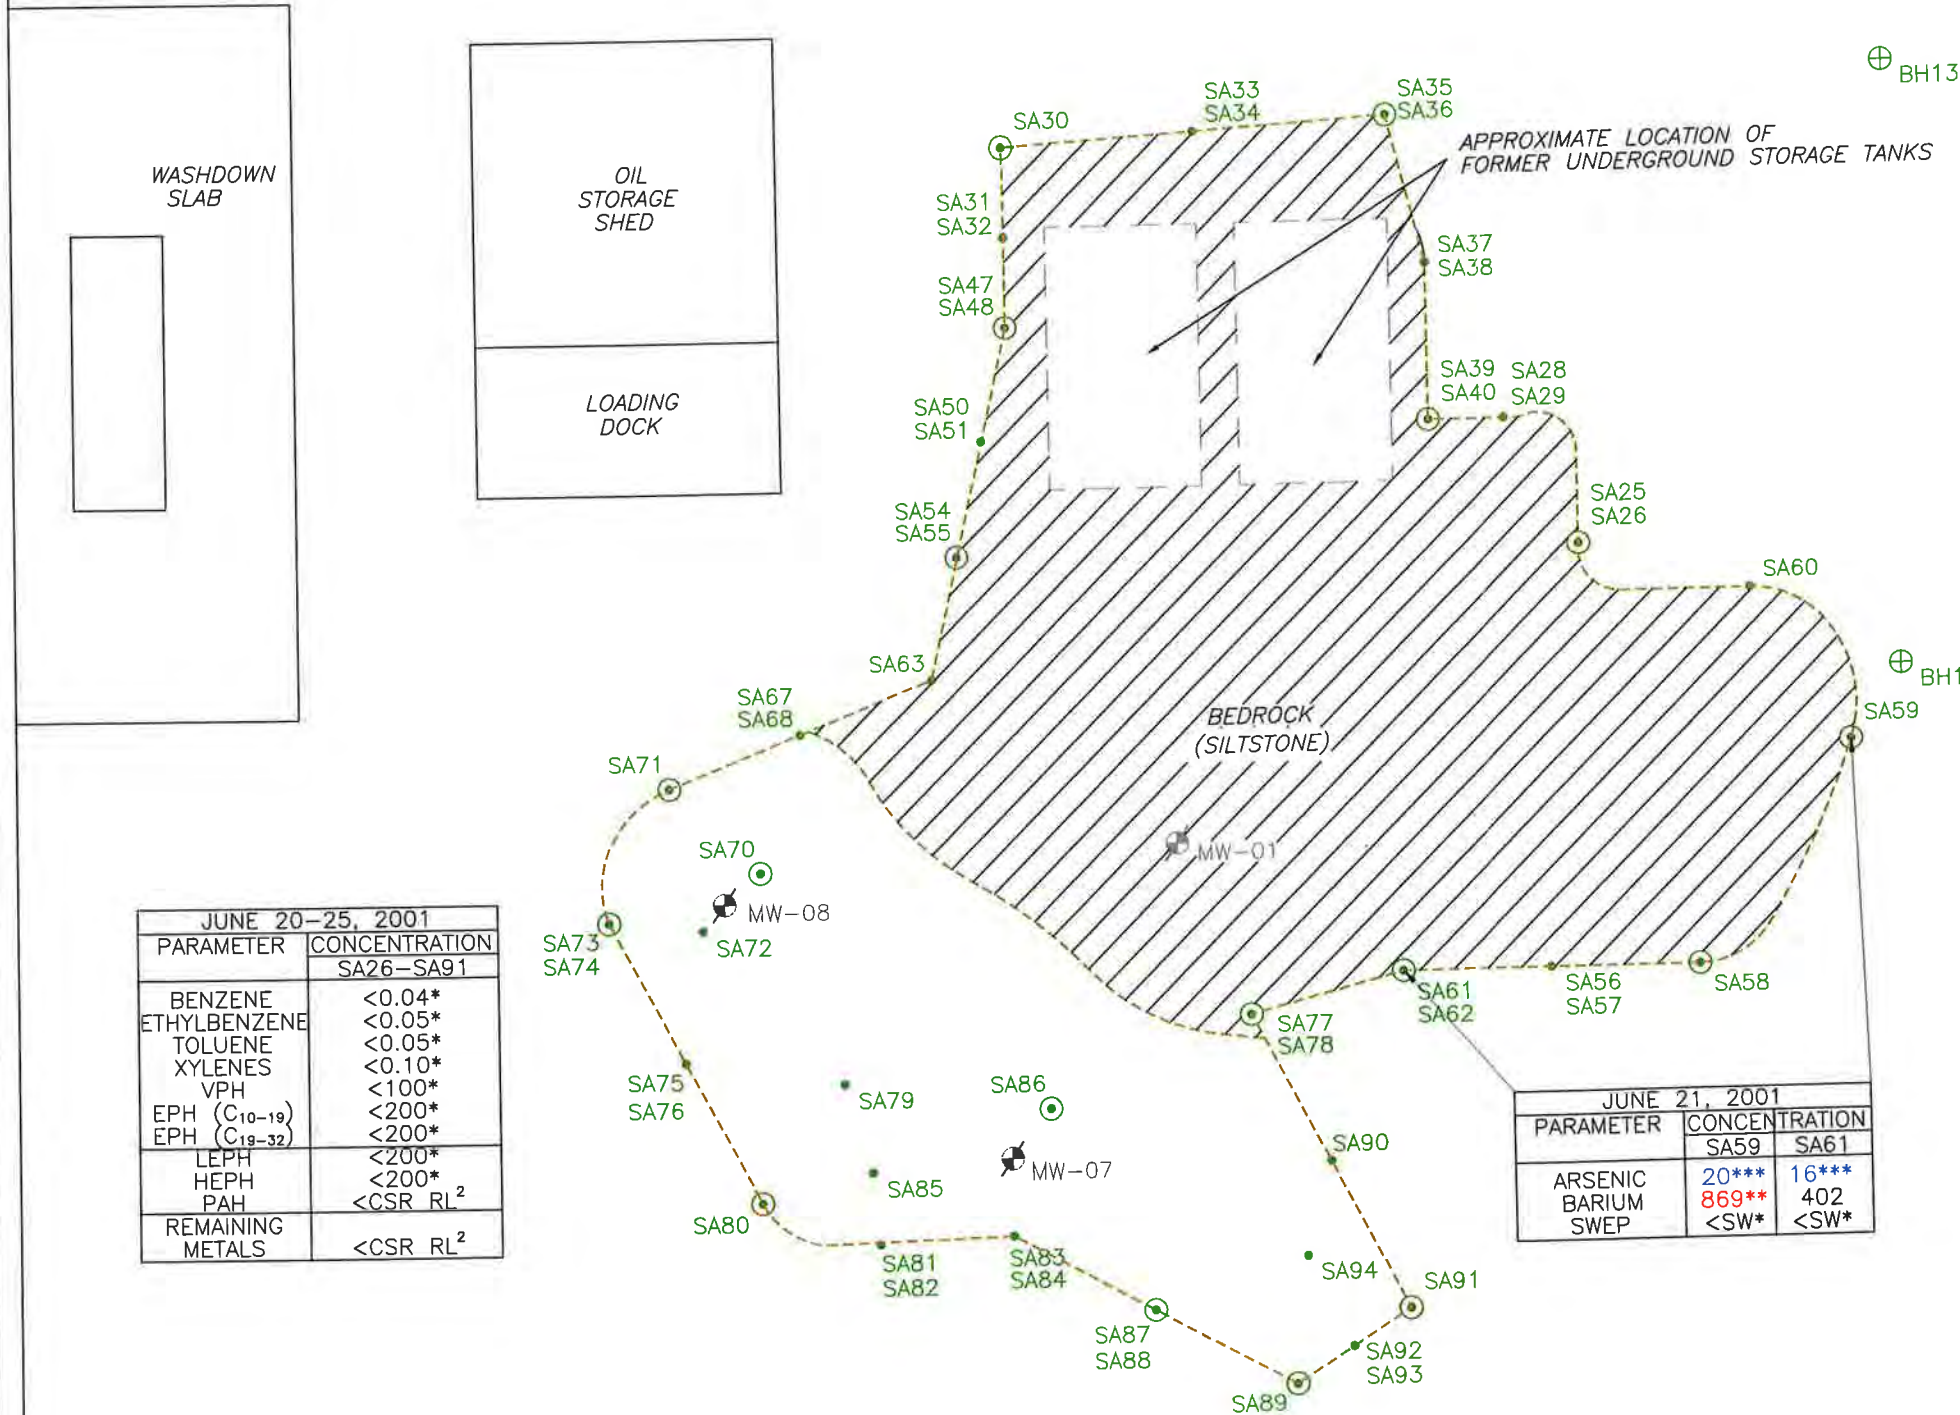 WASHDOWN
SLAB
OIL
STORAGE
SHED
LOADING
DOCK
SA30
SA33
SA34
SA35
SA36
BH13
APPROXIMATE LOCATION OF
FORMER UNDERGROUND STORAGE TANKS
SA31
SA32
SA37
SA38
SA47
SA48
SA39
SA40
SA28
SA29
SA50
SA51
SA25
SA26
SA54
SA55
SA60
SA63
BH1
SA67
SA68
BEDROCK
(SILTSTONE)
SA59
SA71
SA70
MW-01
MW-08
SA72
SA73
SA74
SA61
SA62
SA56
SA57
SA58
SA77
SA78
SA75
SA76
SA79
SA86
SA90
MW-07
SA85
SA80
SA81
SA82
SA83
SA84
SA94
SA91
SA87
SA88
SA92
SA93
SA89
JUNE 20-25, 2001
PARAMETER CONCENTRATION
SA26-SA91
BENZENE <0.04*
ETHYLBENZENE <0.05*
TOLUENE <0.05*
XYLENES <0.10*
VPH <100*
EPH (C10-19) <200*
EPH (C19-32) <200*
LEPH <200*
HEPH <200*
PAH <CSR RL²
REMAINING
METALS <CSR RL²
JUNE 21, 2001
PARAMETER CONCENTRATION
SA59 SA61
ARSENIC 20*** 16***
BARIUM 869** 402
SWEP <SW* <SW*